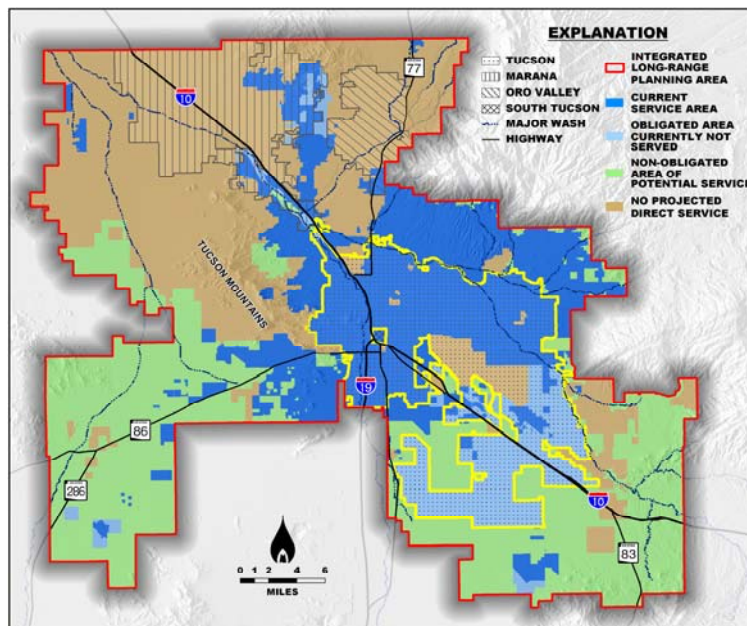 EXPLANATION
TUCSON
MARANA
ORO VALLEY
SOUTH TUCSON
MAJOR WASH
HIGHWAY
INTEGRATED
LONG-RANGE
PLANNING AREA
CURRENT
SERVICE AREA
OBLIGATED AREA
CURRENTLY NOT
SERVED
NON-OBLIGATED
AREA OF
POTENTIAL SERVICE
NO PROJECTED
DIRECT SERVICE
77
10
TUCSON MOUNTAINS
19
86
286
10
83
0 1 2 4 6
MILES